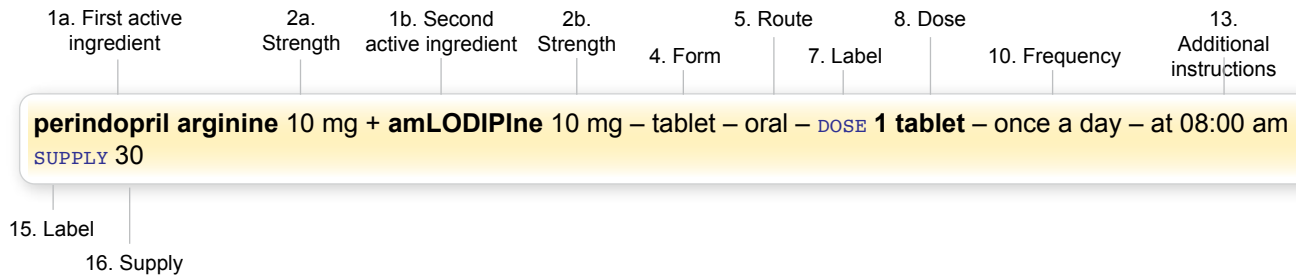 1a. First active ingredient
2a. Strength
1b. Second active ingredient
2b. Strength
4. Form
5. Route
7. Label
8. Dose
10. Frequency
13. Additional instructions
perindopril arginine 10 mg + amLODIPIne 10 mg – tablet – oral – DOSE 1 tablet – once a day – at 08:00 am
SUPPLY 30
15. Label
16. Supply